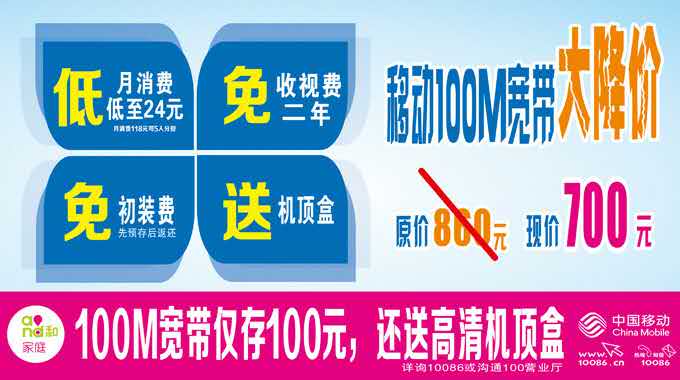 低 月消费
低至24元
月消费118元可5人分担
免 收视费
二年
免 初装费
先预存后返还
送 机顶盒
移动100M宽带大降价
原价860元 现价700元
and和
家庭
100M宽带仅存100元，还送高清机顶盒
详询10086或沟通100营业厅
中国移动
China Mobile
www.
10086.cn
热线
10086